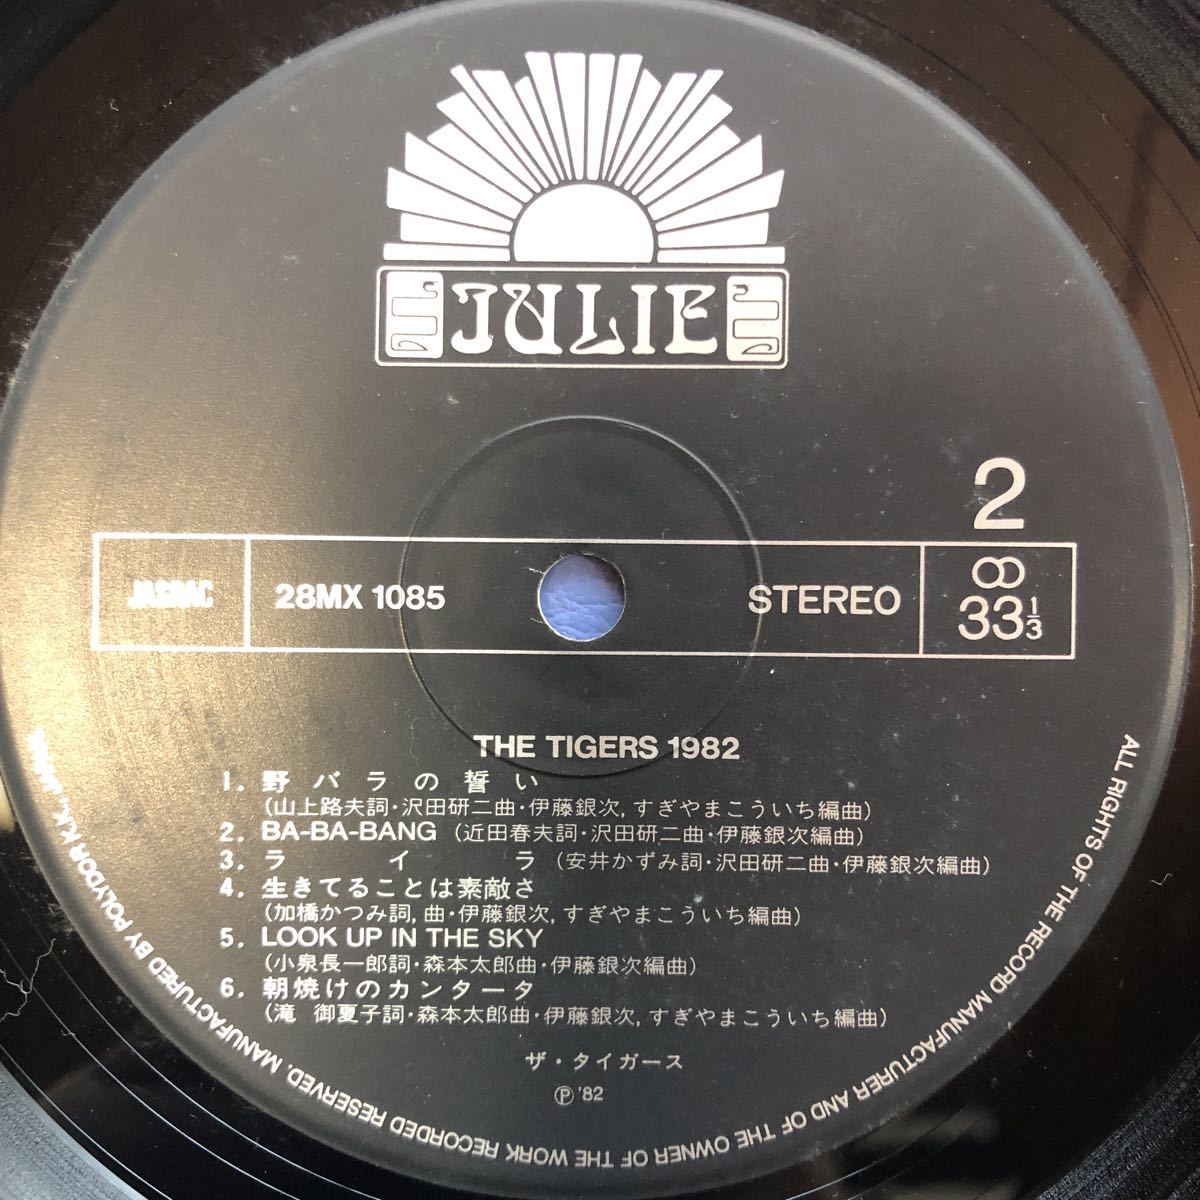 JULIE
2
JASRAC
28MX 1085
STEREO
33 1/3
THE TIGERS 1982
1. 野バラの誓い
(山上路夫詞・沢田研二曲・伊藤銀次, すぎやまこういち編曲)
2. BA-BA-BANG (近田春夫詞・沢田研二曲・伊藤銀次編曲)
3. ライラ (安井かずみ詞・沢田研二曲・伊藤銀次編曲)
4. 生きてることは素敵さ
(加橋かつみ詞, 曲・伊藤銀次, すぎやまこういち編曲)
5. LOOK UP IN THE SKY
(小泉長一郎詞・森本太郎曲・伊藤銀次編曲)
6. 朝焼けのカンタータ
(滝 御夏子詞・森本太郎曲・伊藤銀次, すぎやまこういち編曲)
ザ・タイガース
Ⓟ '82
ALL RIGHTS OF THE RECORD MANUFACTURER AND OF THE OWNER OF THE WORK RECORDED RESERVED. MANUFACTURED BY POLYDOR K.K., JAPAN